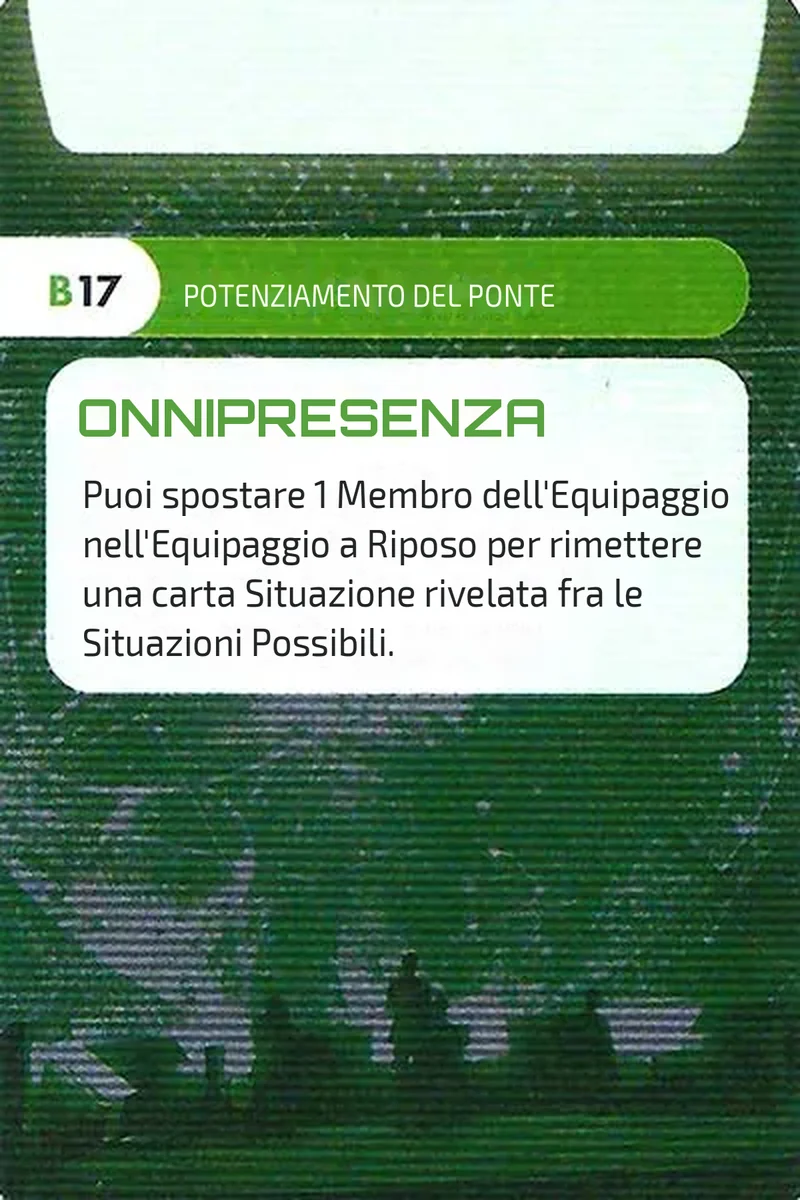 B17 POTENZIAMENTO DEL PONTE
ONNIPRESENZA
Puoi spostare 1 Membro dell'Equipaggio
nell'Equipaggio a Riposo per rimettere
una carta Situazione rivelata fra le
Situazioni Possibili.